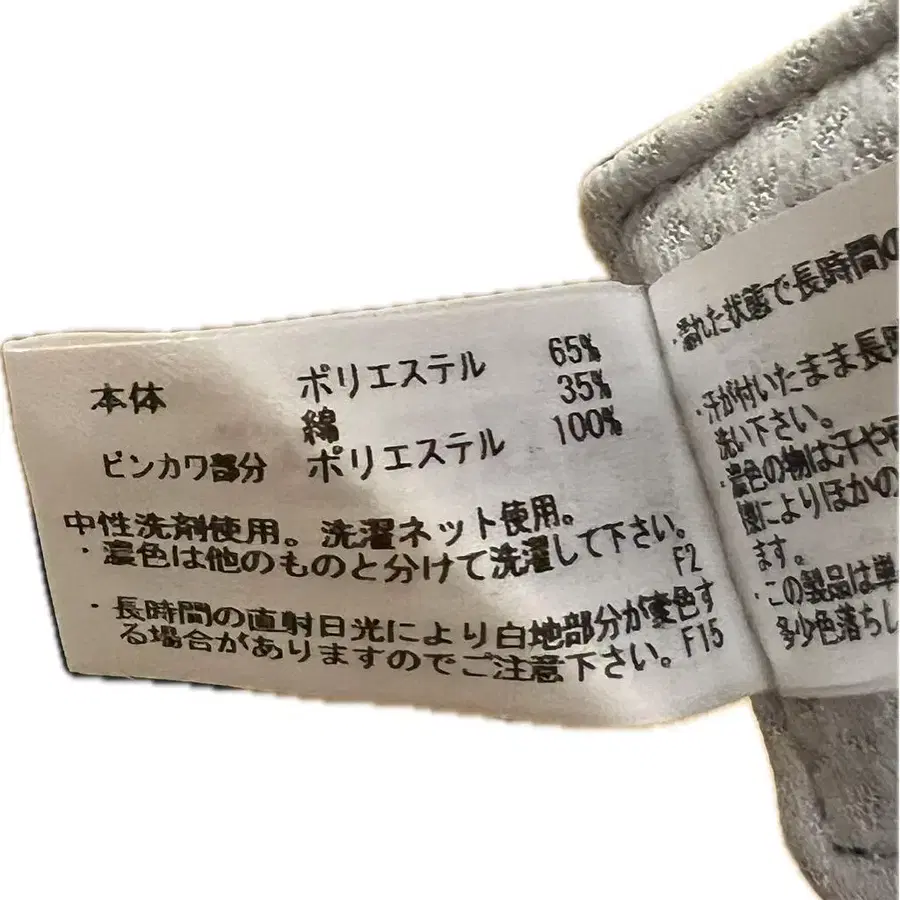 本体 ポリエステル 65%
綿 35%
ピンカワ部分 ポリエステル 100%
中性洗剤使用。洗濯ネット使用。
・濃色は他のものと分けて洗濯して下さい。
F2
・長時間の直射日光により白地部分が変色す
る場合がありますのでご注意下さい。F15
・濡れた状態で長時間の
・汗が付いたまま長時
洗い下さい。
・濃色の物は汗や
によりほかの
ます。
・この製品は単
多少色落ちし